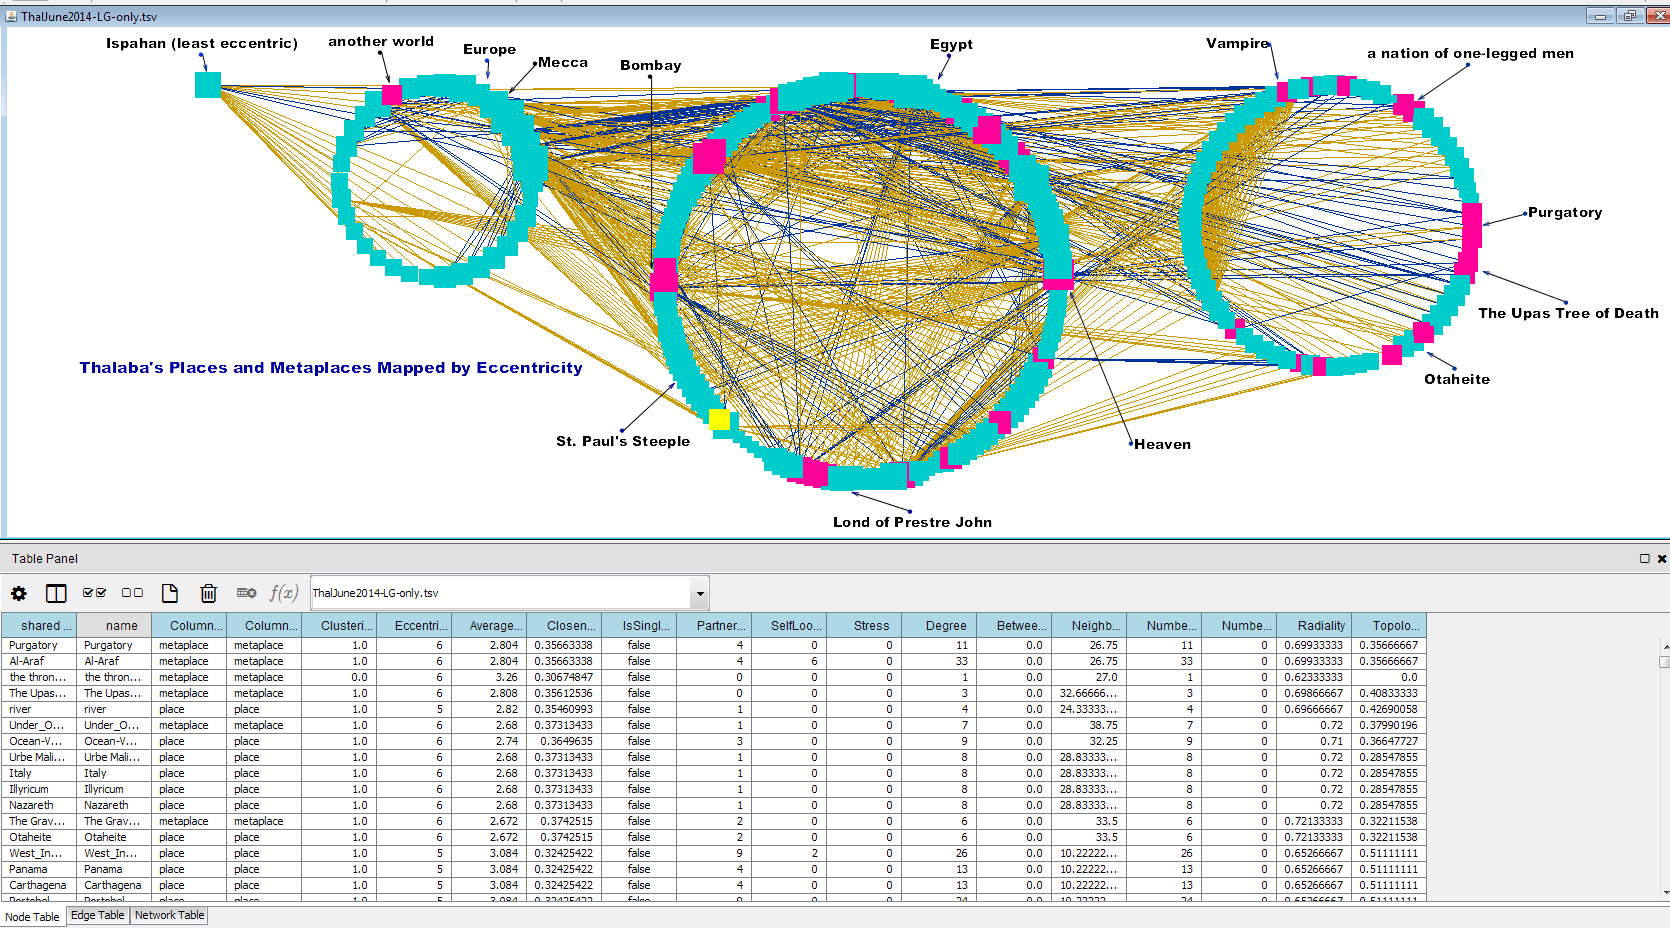 ThalJune2014-LG-only.tsv
Ispahan (least eccentric)
another world
Europe
Mecca
Bombay
Egypt
Vampire
a nation of one-legged men
Purgatory
The Upas Tree of Death
Otaheite
Heaven
Thalaba's Places and Metaplaces Mapped by Eccentricity
St. Paul's Steeple
Lond of Prestre John
Table Panel
f(x)
ThalJune2014-LG-only.tsv
shared ... name Column... Column... Clusteri... Eccentri... Average... Closen... IsSingl... Partner... SelfLoo... Stress Degree Betwee... Neighb... Numbe... Numbe... Radiality Topolo...
Purgatory Purgatory metaplace metaplace 1.0 6 2.804 0.35663338 false 4 0 0 11 0.0 26.75 11 0 0.69933333 0.35666667
Al-Araf Al-Araf metaplace metaplace 1.0 6 2.804 0.35663338 false 4 6 0 33 0.0 26.75 33 0 0.69933333 0.35666667
the thron... the thron... metaplace metaplace 0.0 6 3.26 0.30674847 false 0 0 0 1 0.0 27.0 1 0 0.62333333 0.0
The Upas... The Upas... metaplace metaplace 1.0 6 2.808 0.35612536 false 0 0 0 3 0.0 32.66666... 3 0 0.69866667 0.40833333
river river place place 1.0 5 2.82 0.35460993 false 1 0 0 4 0.0 24.33333... 4 0 0.69666667 0.42690058
Under_O... Under_O... metaplace metaplace 1.0 6 2.68 0.37313433 false 1 0 0 7 0.0 38.75 7 0 0.72 0.37990196
Ocean-V... Ocean-V... place place 1.0 6 2.74 0.3649635 false 3 0 0 9 0.0 32.25 9 0 0.71 0.36647727
Urbe Mali... Urbe Mali... place place 1.0 6 2.68 0.37313433 false 1 0 0 8 0.0 28.83333... 8 0 0.72 0.28547855
Italy Italy place place 1.0 6 2.68 0.37313433 false 1 0 0 8 0.0 28.83333... 8 0 0.72 0.28547855
Illyricum Illyricum place place 1.0 6 2.68 0.37313433 false 1 0 0 8 0.0 28.83333... 8 0 0.72 0.28547855
Nazareth Nazareth place place 1.0 6 2.68 0.37313433 false 1 0 0 8 0.0 28.83333... 8 0 0.72 0.28547855
The Grav... The Grav... metaplace metaplace 1.0 6 2.672 0.3742515 false 2 0 0 6 0.0 33.5 6 0 0.72133333 0.32211538
Otaheite Otaheite place place 1.0 6 2.672 0.3742515 false 2 0 0 6 0.0 33.5 6 0 0.72133333 0.32211538
West_In... West_In... place place 1.0 5 3.084 0.32425422 false 9 2 0 26 0.0 10.22222... 26 0 0.65266667 0.51111111
Panama Panama place place 1.0 5 3.084 0.32425422 false 4 0 0 13 0.0 10.22222... 13 0 0.65266667 0.51111111
Carthagena Carthagena place place 1.0 5 3.084 0.32425422 false 4 0 0 13 0.0 10.22222... 13 0 0.65266667 0.51111111
Node Table Edge Table Network Table